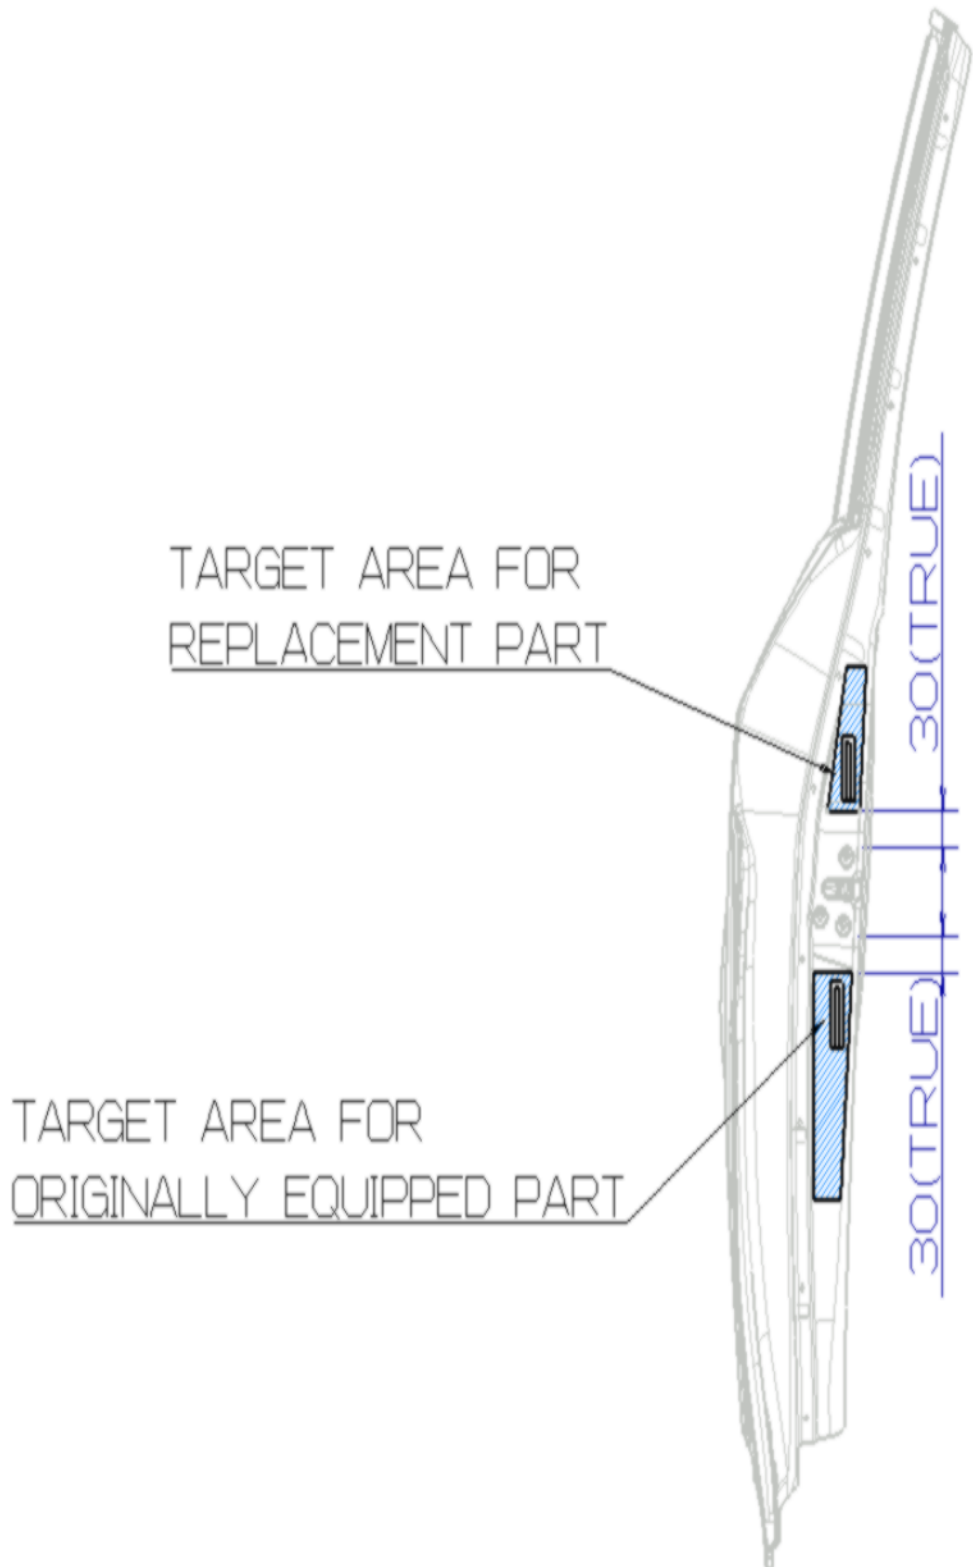 TARGET AREA FOR
REPLACEMENT PART
30(TRUE)
TARGET AREA FOR
ORIGINALLY EQUIPPED PART
30(TRUE)